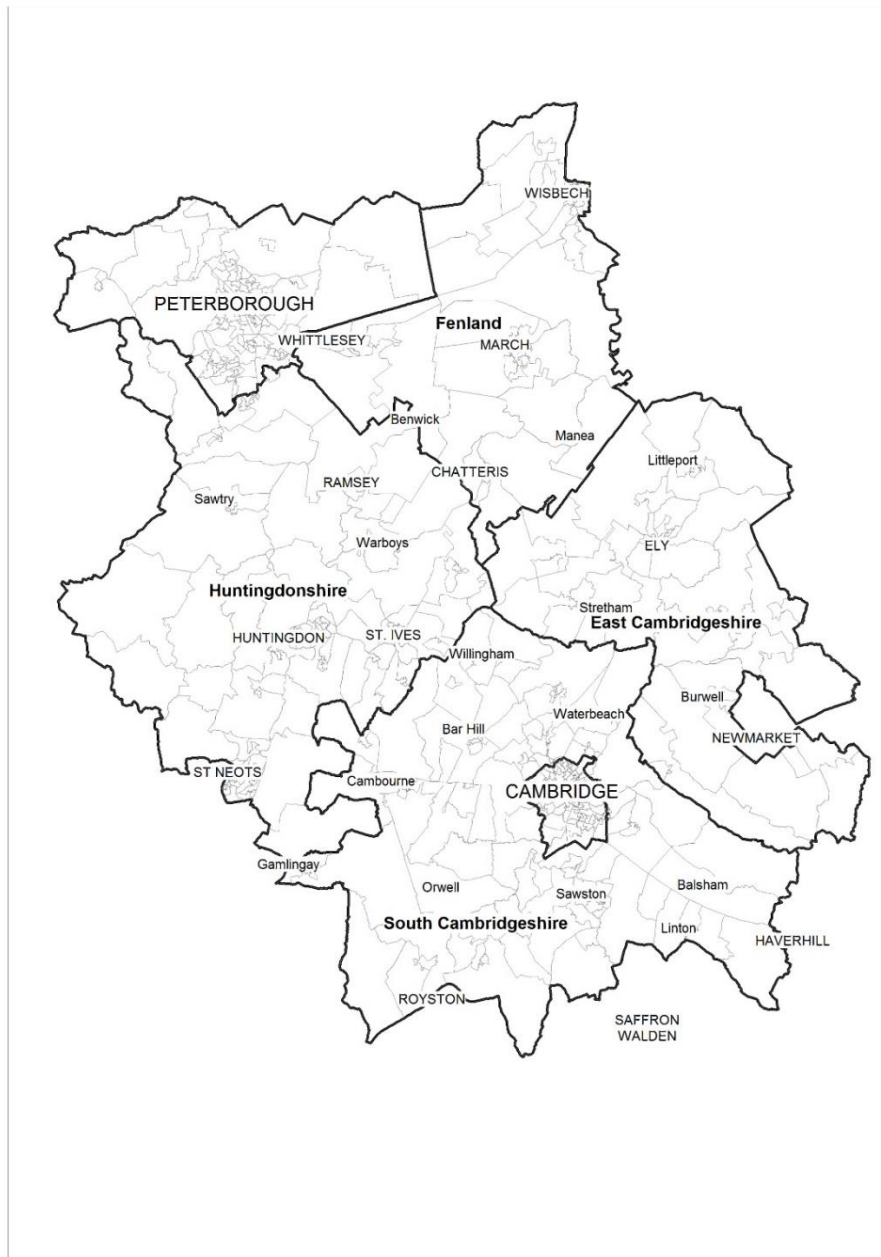 WISBECH
PETERBOROUGH
Fenland
WHITTLESEY
MARCH
Benwick
Manea
Littleport
CHATTERIS
RAMSEY
Sawtry
Warboys
ELY
Huntingdonshire
Stretham
East Cambridgeshire
HUNTINGDON
ST. IVES
Willingham
Burwell
Waterbeach
Bar Hill
NEWMARKET
ST NEOTS
Cambourne
CAMBRIDGE
Gamlingay
Orwell
Sawston
Balsham
South Cambridgeshire
Linton
HAVERHILL
ROYSTON
SAFFRON
WALDEN